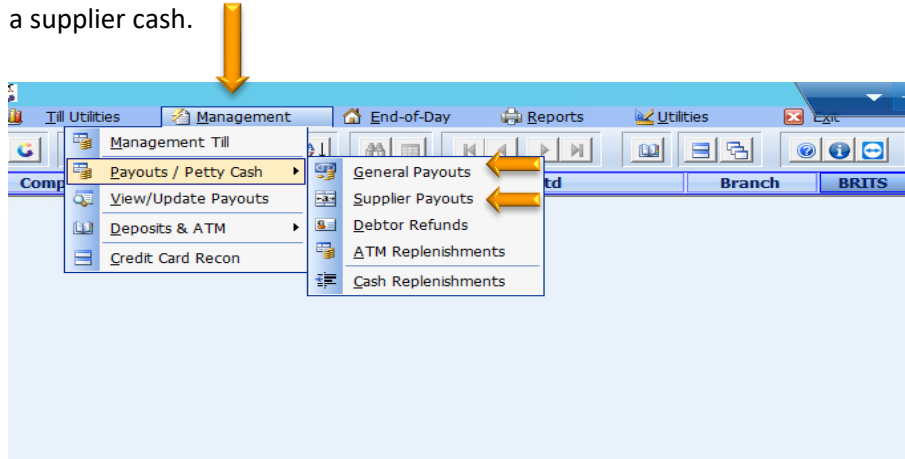 a supplier cash.
Till Utilities Management End-of-Day Reports Utilities Exit
Management Till
Payouts / Petty Cash General Payouts
Comp td Branch BRITS
View/Update Payouts Supplier Payouts
Deposits & ATM Debtor Refunds
Credit Card Recon ATM Replenishments
Cash Replenishments